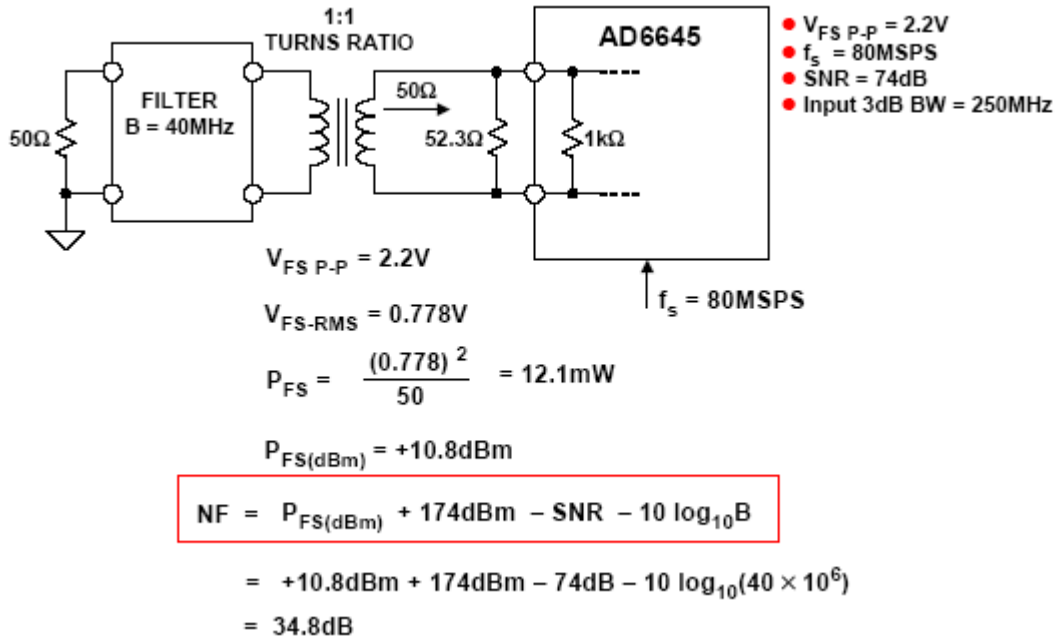 1:1
TURNS RATIO
AD6645
● V_FS P-P = 2.2V
● f_s = 80MSPS
● SNR = 74dB
● Input 3dB BW = 250MHz
50Ω
FILTER
B = 40MHz
50Ω
52.3Ω
1kΩ
f_s = 80MSPS
V_FS P-P = 2.2V
V_FS-RMS = 0.778V
P_FS = (0.778)² / 50 = 12.1mW
P_FS(dBm) = +10.8dBm
NF = P_FS(dBm) + 174dBm – SNR – 10 log₁₀B
= +10.8dBm + 174dBm – 74dB – 10 log₁₀(40 × 10⁶)
= 34.8dB